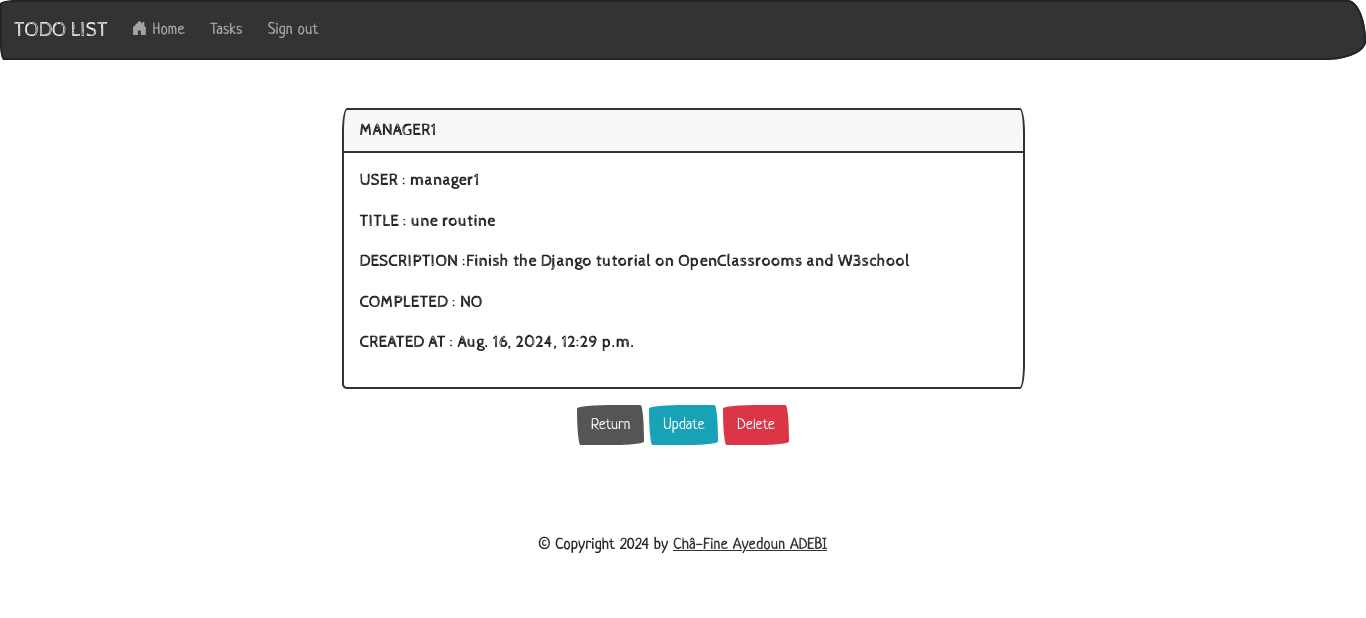 TODO LIST Home Tasks Sign out
MANAGER1
USER : manager1
TITLE : une routine
DESCRIPTION :Finish the Django tutorial on OpenClassrooms and W3school
COMPLETED : NO
CREATED AT : Aug. 16, 2024, 12:29 p.m.
Return Update Delete
© Copyright 2024 by Châ-Fine Ayedoun ADEBI